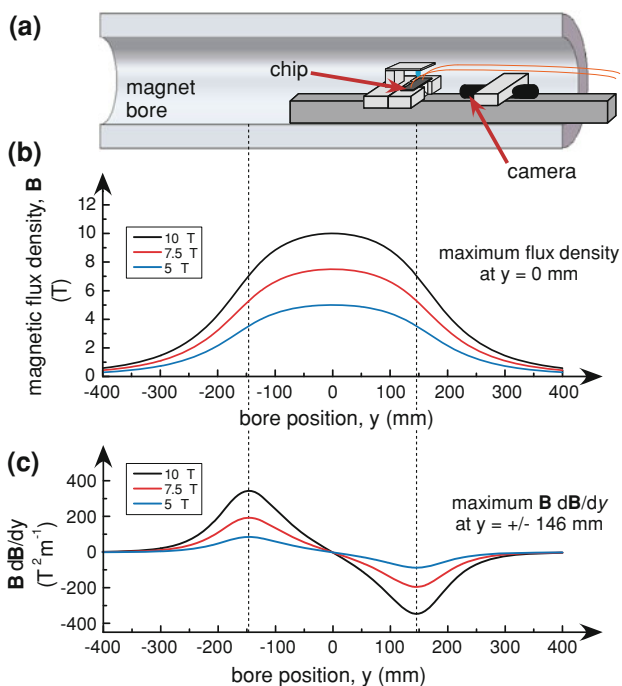 (a)
chip
magnet
bore
camera
(b)
magnetic flux density, B
(T)
12
10
8
6
4
2
0
10 T
7.5 T
5 T
maximum flux density
at y = 0 mm
-400 -300 -200 -100 0 100 200 300 400
bore position, y (mm)
(c)
B dB/dy
(T² m⁻¹)
400
200
0
-200
-400
10 T
7.5 T
5 T
maximum B dB/dy
at y = +/- 146 mm
-400 -300 -200 -100 0 100 200 300 400
bore position, y (mm)